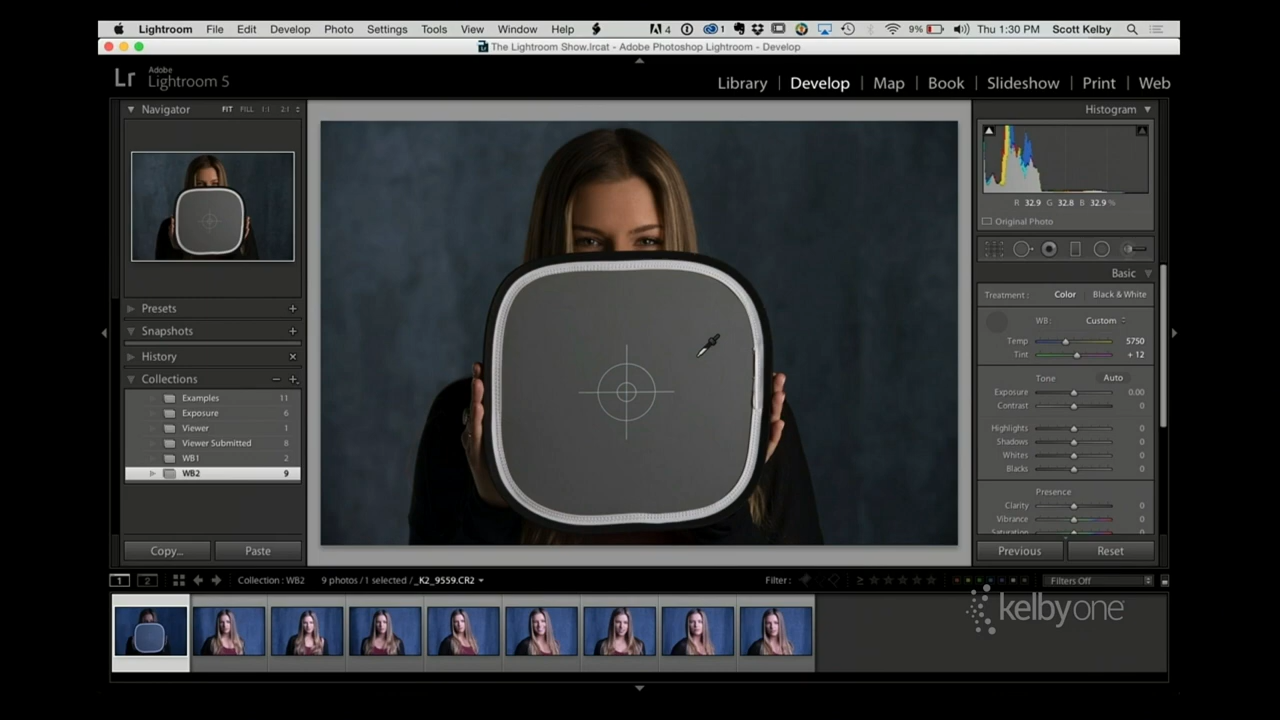 Lightroom File Edit Develop Photo Settings Tools View Window Help 4 1 9% Thu 1:30 PM Scott Kelby
The Lightroom Show.lrcat - Adobe Photoshop Lightroom - Develop
Lr Adobe Lightroom 5
Library | Develop | Map | Book | Slideshow | Print | Web
Navigator FIT FILL 1:1 2:1
Histogram
R 32.9 G 32.8 B 32.9 %
Original Photo
Basic
Treatment : Color Black & White
WB : Custom
Temp 5750
Tint + 12
Tone Auto
Exposure 0.00
Contrast 0
Highlights 0
Shadows 0
Whites 0
Blacks 0
Presence
Clarity 0
Vibrance 0
Saturation 0
Presets +
Snapshots +
History ×
Collections − +
Examples 11
Exposure 6
Viewer 1
Viewer Submitted 8
WB1 2
WB2 9
Copy... Paste
Previous Reset
1 2 Collection : WB2 9 photos / 1 selected / _K2_9559.CR2 Filter : ≥ Filters Off
kelbyone